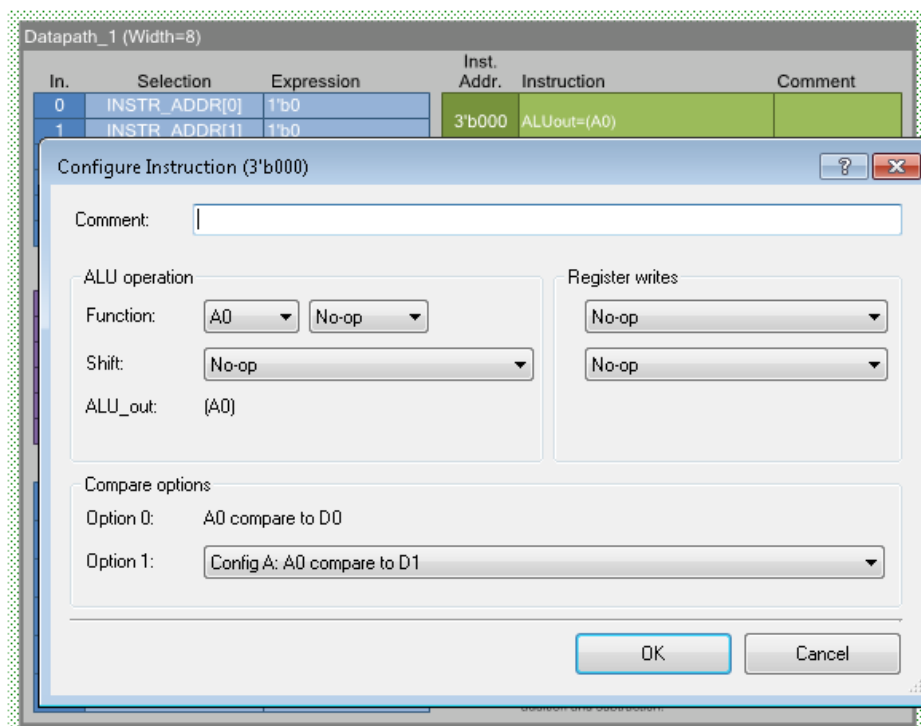 Datapath_1 (Width=8)
In. Selection Expression Inst. Addr. Instruction Comment
0 INSTR_ADDR[0] 1'b0
1 INSTR_ADDR[1] 1'b0
3'b000 ALUout=(A0)
Configure Instruction (3'b000)
Comment:
ALU operation
Function: A0 No-op
Shift: No-op
ALU_out: (A0)
Register writes
No-op
No-op
Compare options
Option 0: A0 compare to D0
Option 1: Config A: A0 compare to D1
OK Cancel